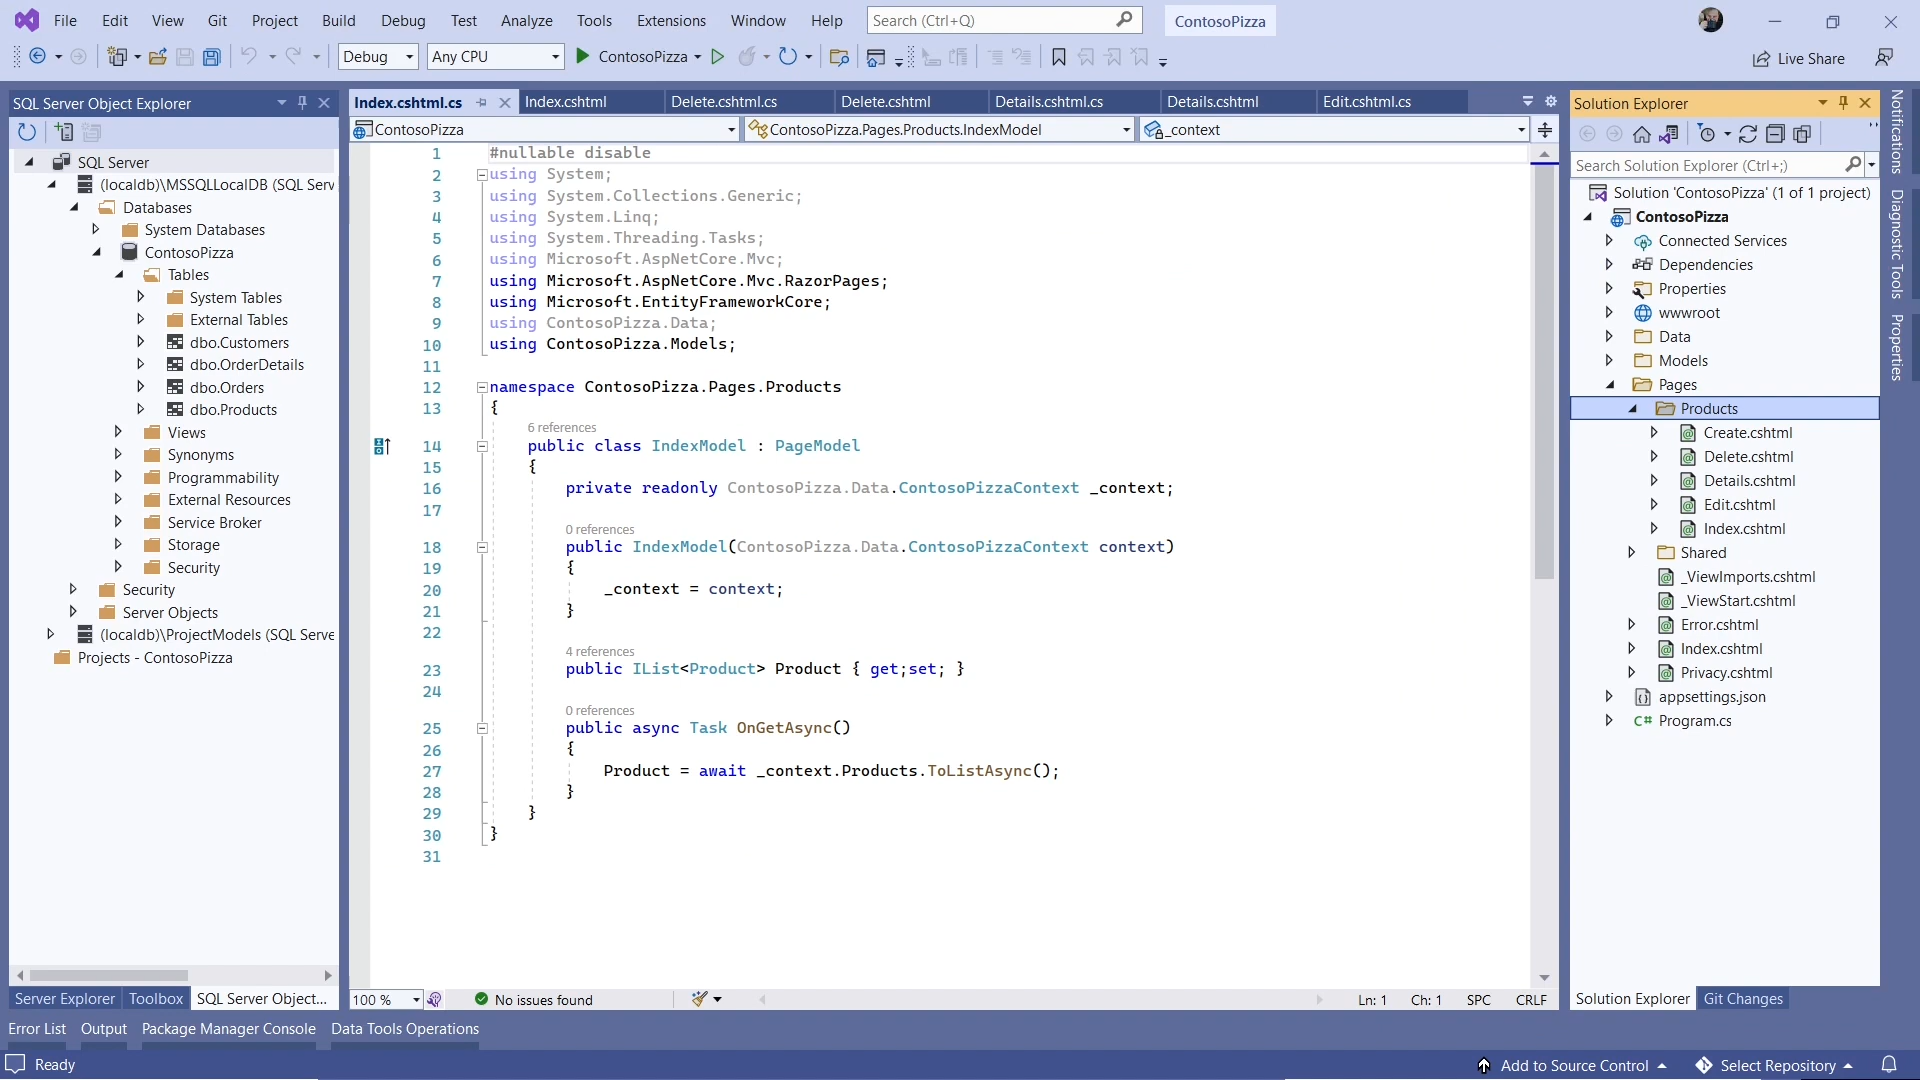 File Edit View Git Project Build Debug Test Analyze Tools Extensions Window Help Search (Ctrl+Q) ContosoPizza
Debug Any CPU ContosoPizza Live Share
SQL Server Object Explorer
SQL Server
(localdb)\MSSQLLocalDB (SQL Serv
Databases
System Databases
ContosoPizza
Tables
System Tables
External Tables
dbo.Customers
dbo.OrderDetails
dbo.Orders
dbo.Products
Views
Synonyms
Programmability
External Resources
Service Broker
Storage
Security
Security
Server Objects
(localdb)\ProjectModels (SQL Serve
Projects - ContosoPizza
Server Explorer Toolbox SQL Server Object...
Index.cshtml.cs Index.cshtml Delete.cshtml.cs Delete.cshtml Details.cshtml.cs Details.cshtml Edit.cshtml.cs
ContosoPizza ContosoPizza.Pages.Products.IndexModel _context
1 #nullable disable
2 using System;
3 using System.Collections.Generic;
4 using System.Linq;
5 using System.Threading.Tasks;
6 using Microsoft.AspNetCore.Mvc;
7 using Microsoft.AspNetCore.Mvc.RazorPages;
8 using Microsoft.EntityFrameworkCore;
9 using ContosoPizza.Data;
10 using ContosoPizza.Models;
11
12 namespace ContosoPizza.Pages.Products
13 {
6 references
14 public class IndexModel : PageModel
15 {
16 private readonly ContosoPizza.Data.ContosoPizzaContext _context;
17
0 references
18 public IndexModel(ContosoPizza.Data.ContosoPizzaContext context)
19 {
20 _context = context;
21 }
22
4 references
23 public IList<Product> Product { get;set; }
24
0 references
25 public async Task OnGetAsync()
26 {
27 Product = await _context.Products.ToListAsync();
28 }
29 }
30 }
31
100 % No issues found Ln: 1 Ch: 1 SPC CRLF
Solution Explorer
Search Solution Explorer (Ctrl+;)
Solution 'ContosoPizza' (1 of 1 project)
ContosoPizza
Connected Services
Dependencies
Properties
wwwroot
Data
Models
Pages
Products
Create.cshtml
Delete.cshtml
Details.cshtml
Edit.cshtml
Index.cshtml
Shared
_ViewImports.cshtml
_ViewStart.cshtml
Error.cshtml
Index.cshtml
Privacy.cshtml
appsettings.json
C# Program.cs
Solution Explorer Git Changes
Notifications
Diagnostic Tools
Properties
Error List Output Package Manager Console Data Tools Operations
Ready Add to Source Control Select Repository